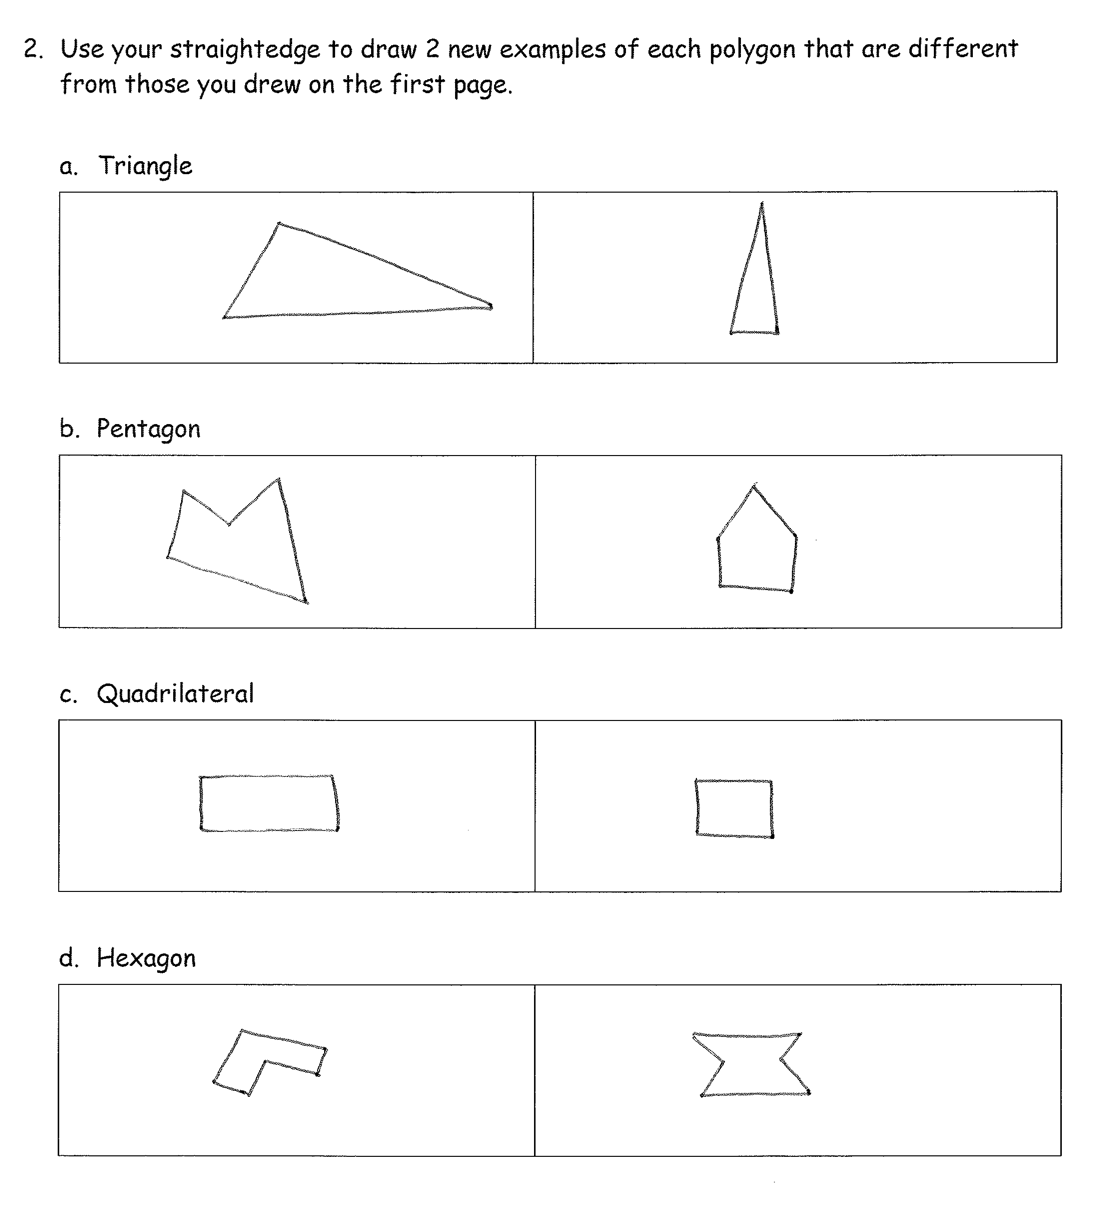 2. Use your straightedge to draw 2 new examples of each polygon that are different
from those you drew on the first page.
a. Triangle
b. Pentagon
c. Quadrilateral
d. Hexagon